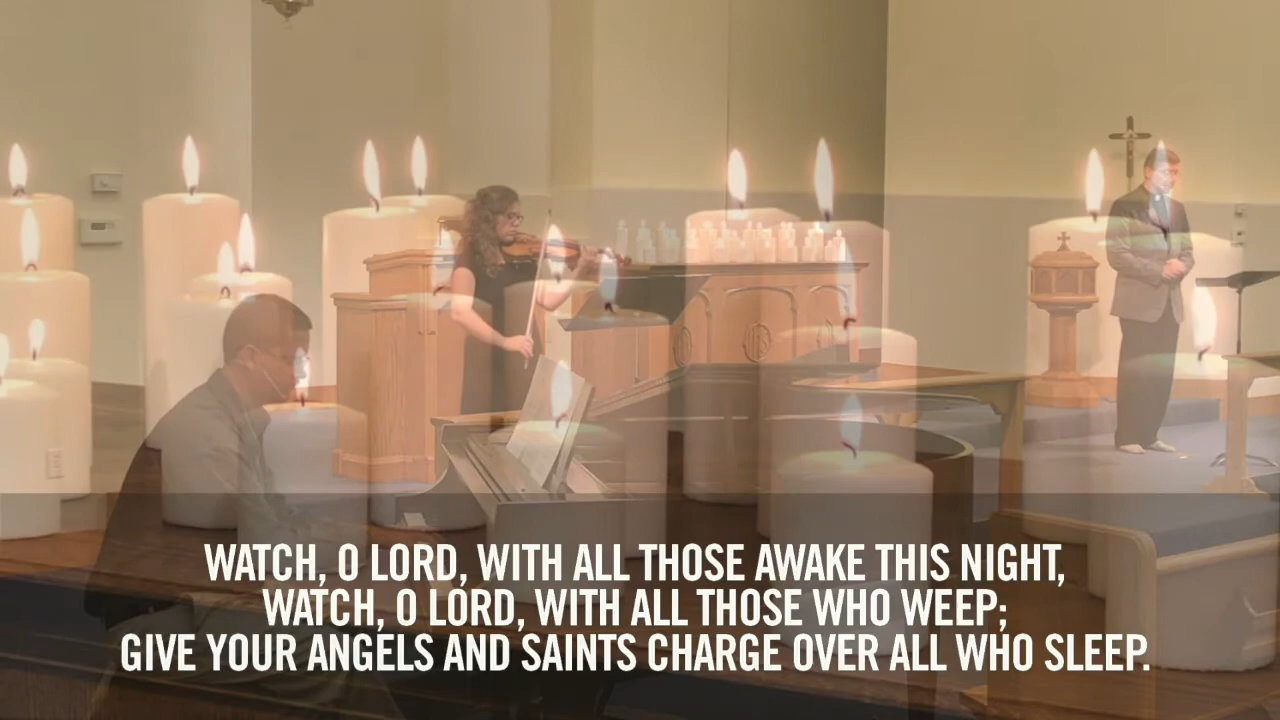 WATCH, O LORD, WITH ALL THOSE AWAKE THIS NIGHT,
WATCH, O LORD, WITH ALL THOSE WHO WEEP;
GIVE YOUR ANGELS AND SAINTS CHARGE OVER ALL WHO SLEEP.